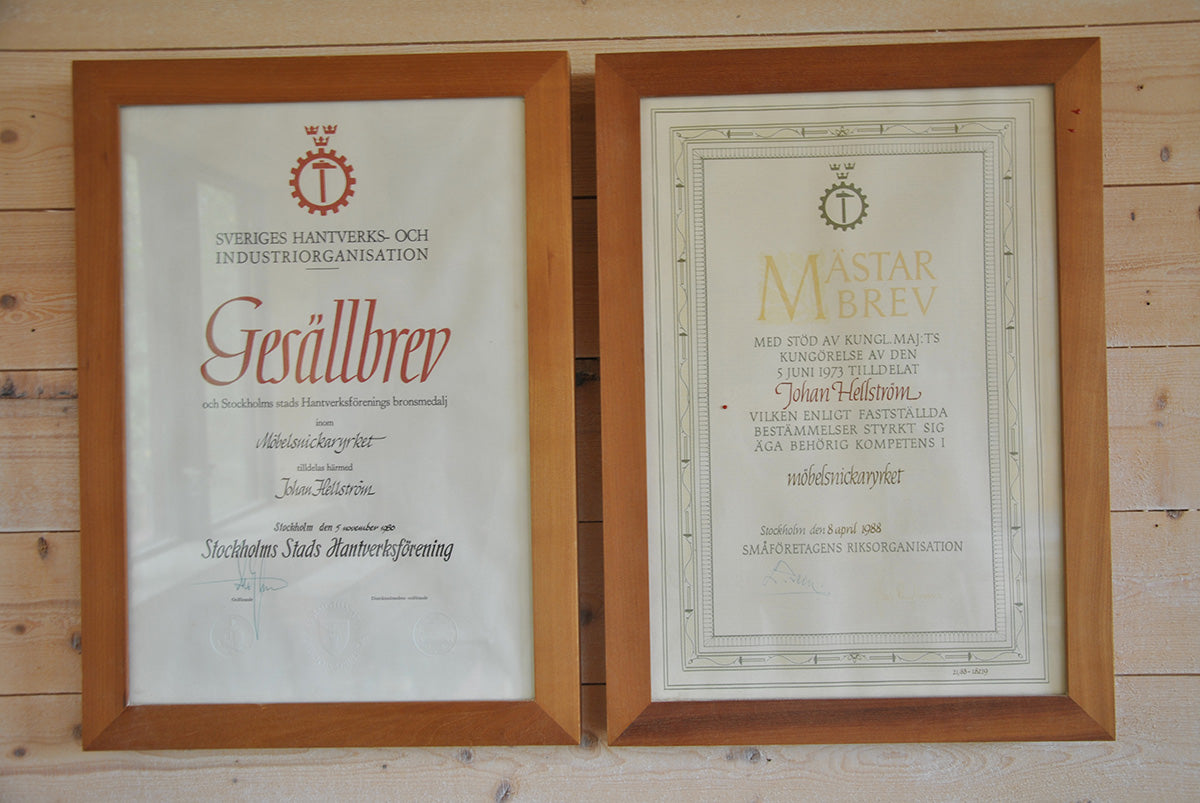 SVERIGES HANTVERKS- OCH
INDUSTRIORGANISATION
Gesällbrev
och Stockholms stads Hantverksförenings bronsmedalj
inom
Möbelsnickaryrket
tilldelas härmed
Johan Hellström
Stockholm den 5 november 1980
Stockholms Stads Hantverksförening
Ordförande
MÄSTAR
BREV
MED STÖD AV KUNGL. MAJ:TS
KUNGÖRELSE AV DEN
5 JUNI 1973 TILLDELAT
Johan Hellström
VILKEN ENLIGT FASTSTÄLLDA
BESTÄMMELSER STYRKT SIG
ÄGA BEHÖRIG KOMPETENS I
möbelsnickaryrket
Stockholm den 8 april 1988
SMÅFÖRETAGENS RIKSORGANISATION